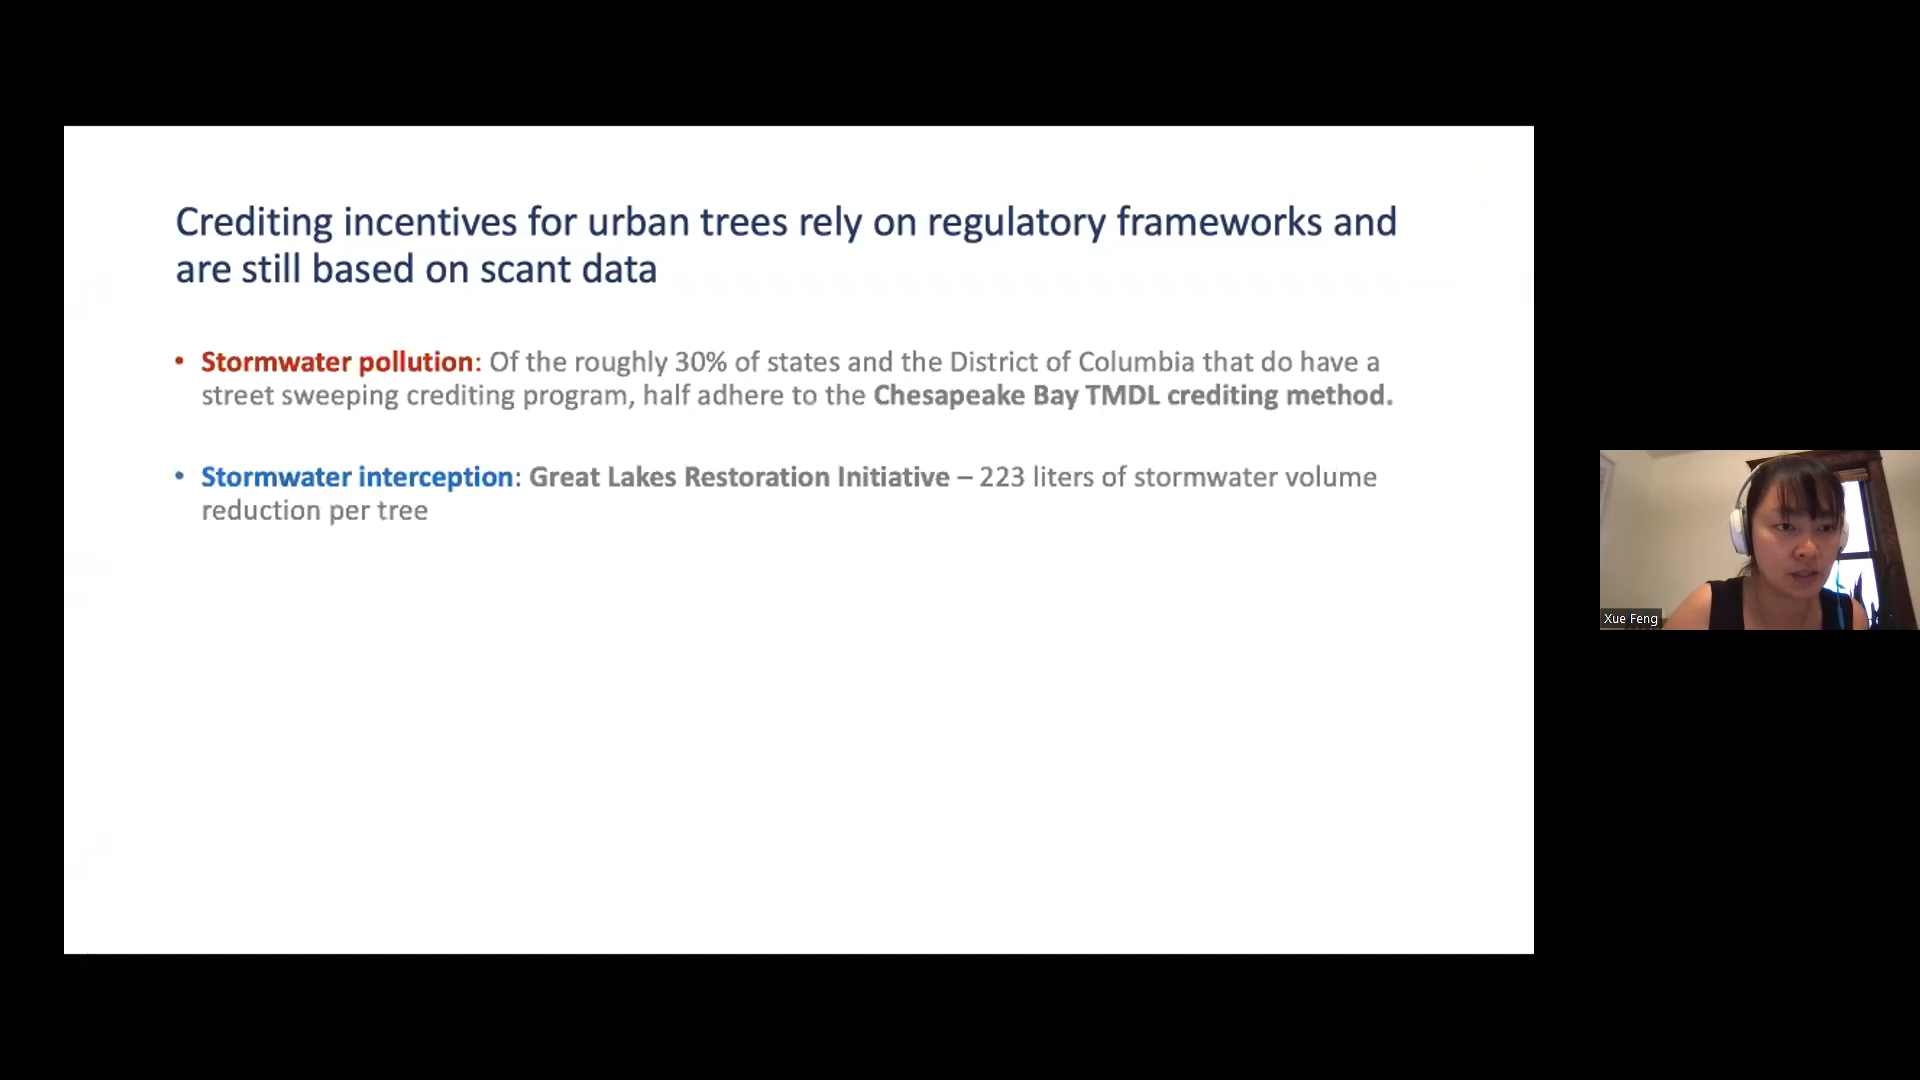 Crediting incentives for urban trees rely on regulatory frameworks and
are still based on scant data
• Stormwater pollution: Of the roughly 30% of states and the District of Columbia that do have a
street sweeping crediting program, half adhere to the Chesapeake Bay TMDL crediting method.
• Stormwater interception: Great Lakes Restoration Initiative – 223 liters of stormwater volume
reduction per tree
Xue Feng